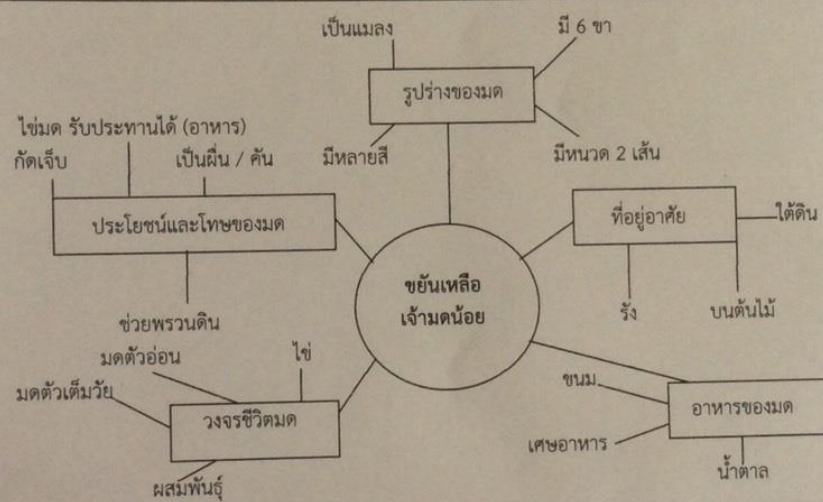 เป็นแมลง
มี 6 ขา
รูปร่างของมด
มีหลายสี
มีหนวด 2 เส้น
ไข่มด รับประทานได้ (อาหาร)
กัดเจ็บ
เป็นผื่น / คัน
ประโยชน์และโทษของมด
ช่วยพรวนดิน
ที่อยู่อาศัย
ใต้ดิน
รัง
บนต้นไม้
ขยันเหลือ
เจ้ามดน้อย
มดตัวอ่อน
ไข่
มดตัวเต็มวัย
วงจรชีวิตมด
ผสมพันธุ์
ขนม
อาหารของมด
เศษอาหาร
น้ำตาล